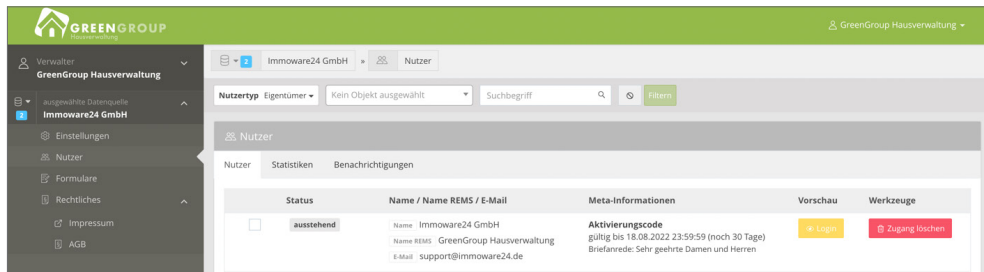 GREENGROUP
Hausverwaltung
GreenGroup Hausverwaltung
Verwalter
GreenGroup Hausverwaltung
2 Immoware24 GmbH » Nutzer
ausgewählte Datenquelle
2 Immoware24 GmbH
Nutzertyp Eigentümer Kein Objekt ausgewählt Suchbegriff Filtern
Einstellungen
Nutzer
Formulare
Rechtliches
Impressum
AGB
Nutzer
Nutzer Statistiken Benachrichtigungen
Status Name / Name REMS / E-Mail Meta-Informationen Vorschau Werkzeuge
ausstehend Name Immoware24 GmbH Aktivierungscode Login Zugang löschen
Name REMS GreenGroup Hausverwaltung gültig bis 18.08.2022 23:59:59 (noch 30 Tage)
E-Mail support@immoware24.de Briefanrede: Sehr geehrte Damen und Herren